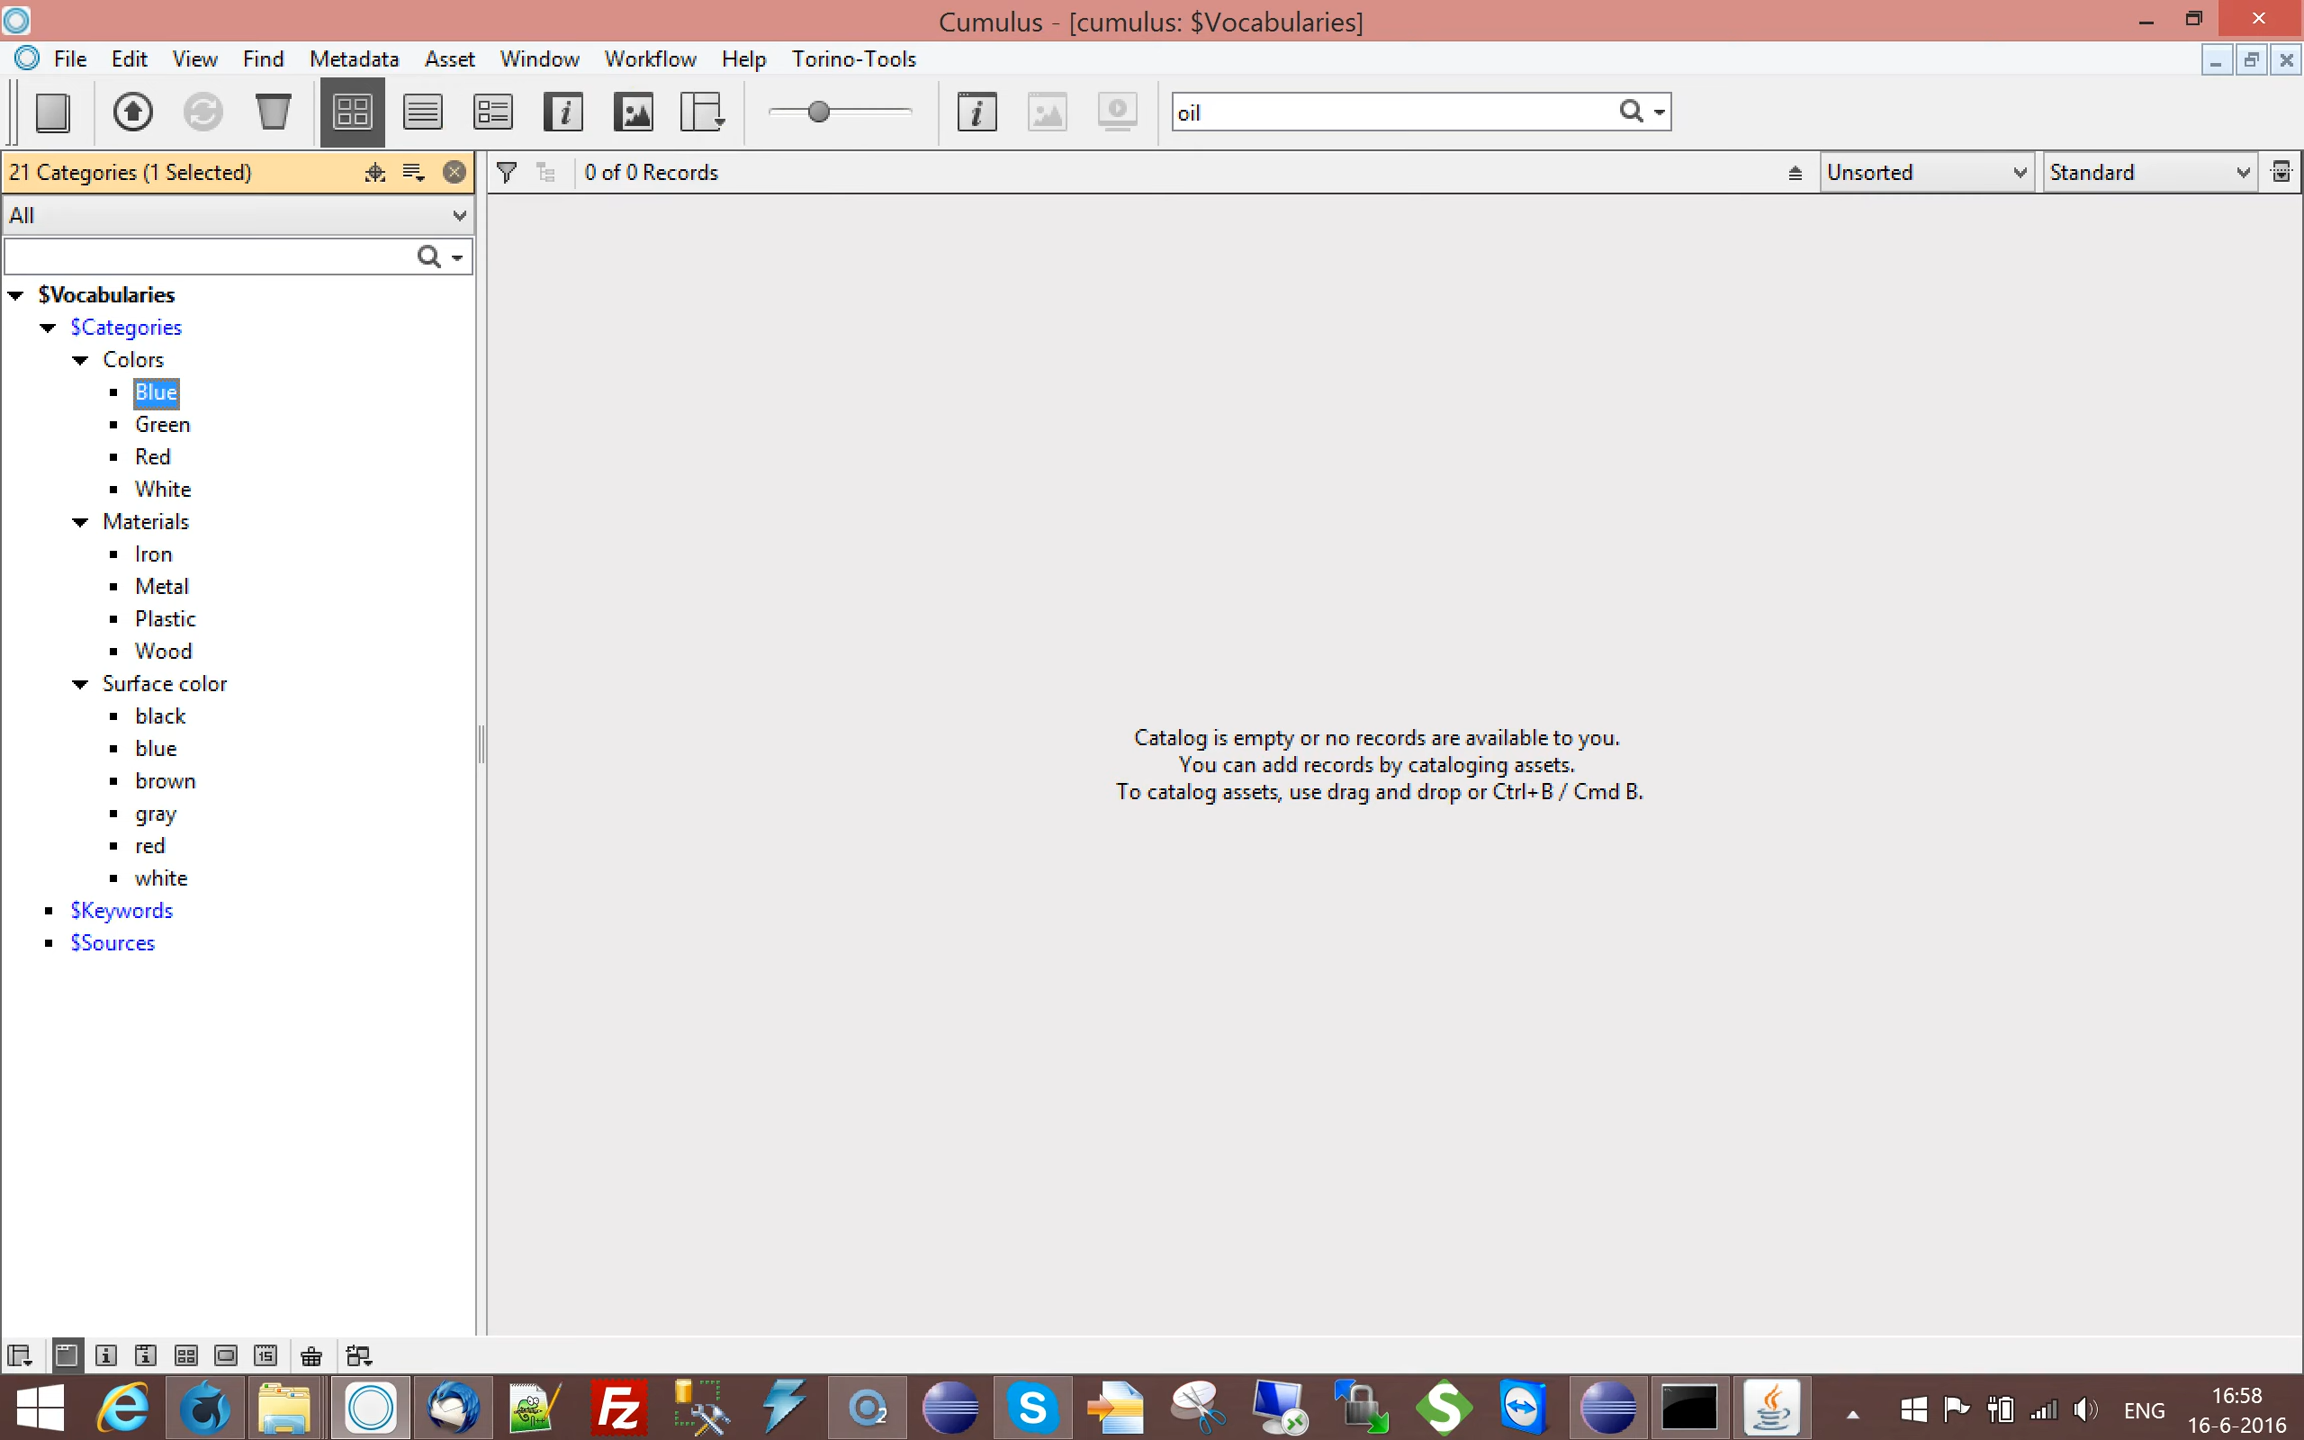 Cumulus - [cumulus: $Vocabularies]
File Edit View Find Metadata Asset Window Workflow Help Torino-Tools
oil
21 Categories (1 Selected)
0 of 0 Records
Unsorted
Standard
All
$Vocabularies
$Categories
Colors
Blue
Green
Red
White
Materials
Iron
Metal
Plastic
Wood
Surface color
black
blue
brown
gray
red
white
$Keywords
$Sources
Catalog is empty or no records are available to you.
You can add records by cataloging assets.
To catalog assets, use drag and drop or Ctrl+B / Cmd B.
15
Fz
2
S
S
ENG
16:58
16-6-2016